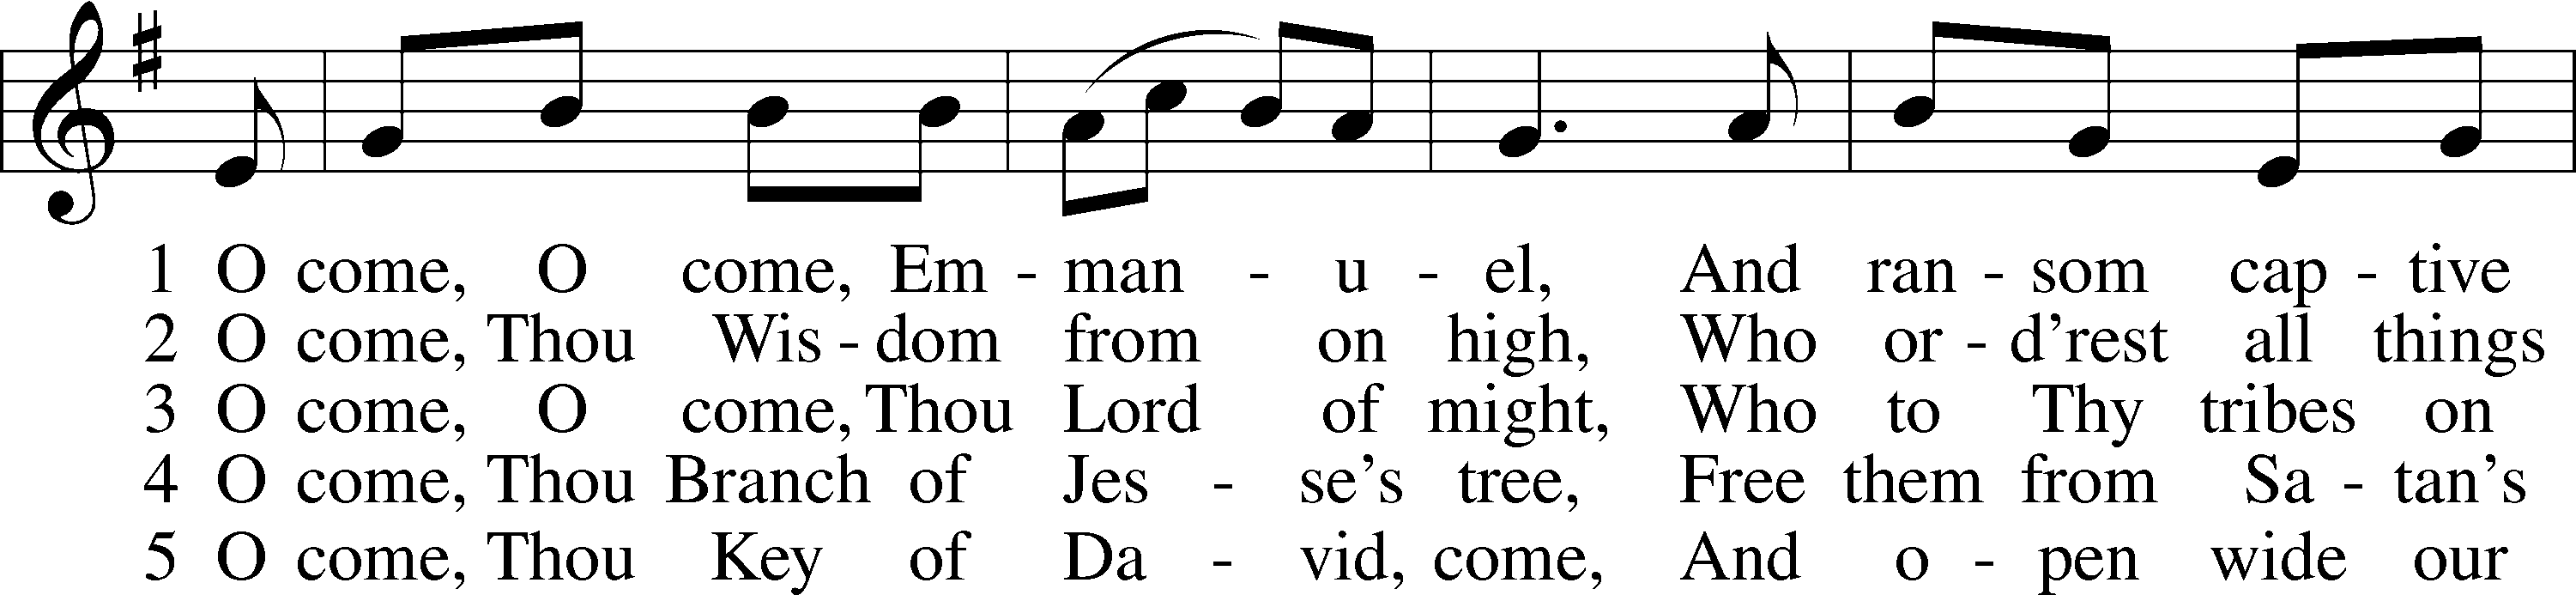 1 O come, O come, Em - man - u - el, And ran - som cap - tive
2 O come, Thou Wis - dom from on high, Who or - d'rest all things
3 O come, O come, Thou Lord of might, Who to Thy tribes on
4 O come, Thou Branch of Jes - se's tree, Free them from Sa - tan's
5 O come, Thou Key of Da - vid, come, And o - pen wide our